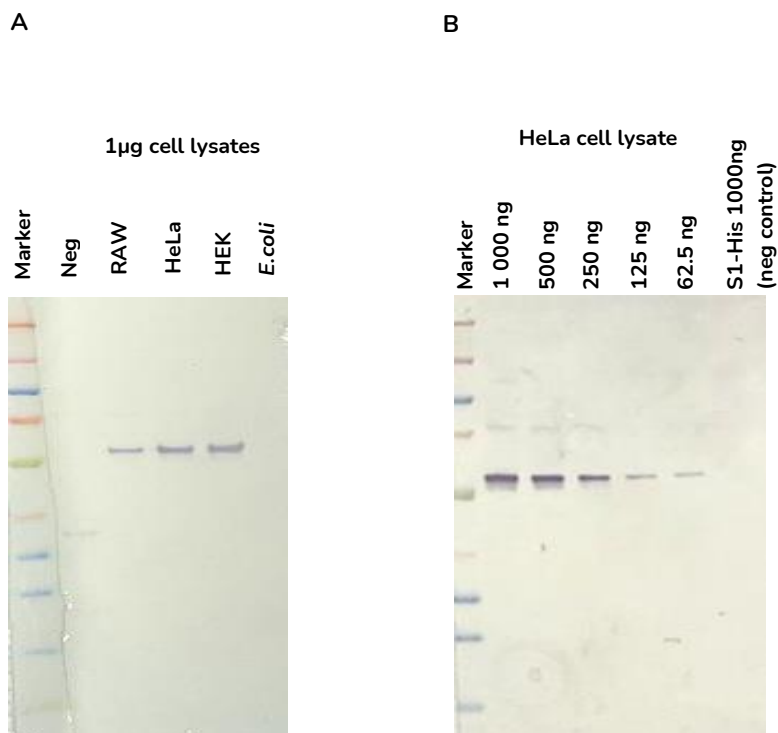 A
B
1µg cell lysates
HeLa cell lysate
Marker
Neg
RAW
HeLa
HEK
E.coli
Marker
1 000 ng
500 ng
250 ng
125 ng
62.5 ng
S1-His 1000ng
(neg control)